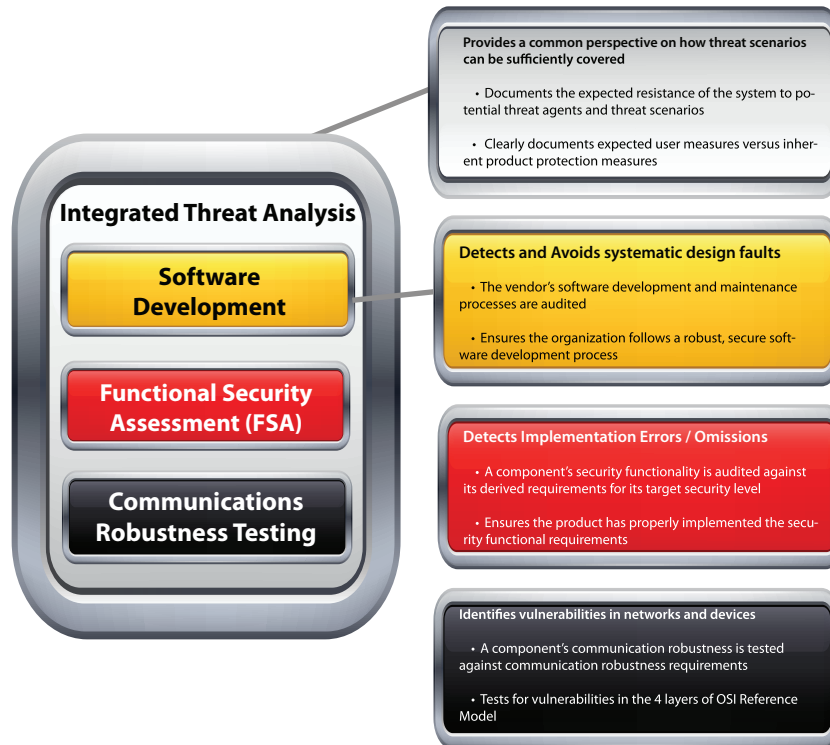 Integrated Threat Analysis
Software
Development
Functional Security
Assessment (FSA)
Communications
Robustness Testing
Provides a common perspective on how threat scenarios
can be sufficiently covered
• Documents the expected resistance of the system to po-
tential threat agents and threat scenarios
• Clearly documents expected user measures versus inher-
ent product protection measures
Detects and Avoids systematic design faults
• The vendor's software development and maintenance
processes are audited
• Ensures the organization follows a robust, secure soft-
ware development process
Detects Implementation Errors / Omissions
• A component's security functionality is audited against
its derived requirements for its target security level
• Ensures the product has properly implemented the secu-
rity functional requirements
Identifies vulnerabilities in networks and devices
• A component's communication robustness is tested
against communication robustness requirements
• Tests for vulnerabilities in the 4 layers of OSI Reference
Model